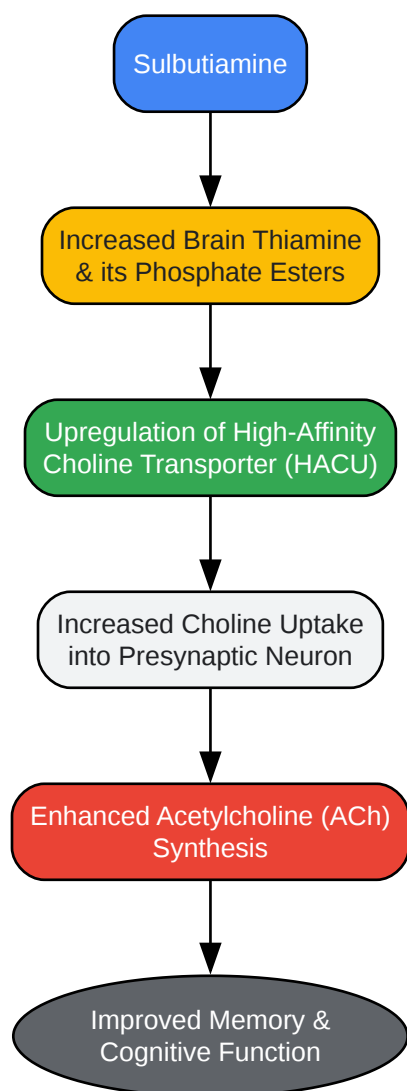 Sulbutiamine
Increased Brain Thiamine
& its Phosphate Esters
Upregulation of High-Affinity
Choline Transporter (HACU)
Increased Choline Uptake
into Presynaptic Neuron
Enhanced Acetylcholine (ACh)
Synthesis
Improved Memory &
Cognitive Function